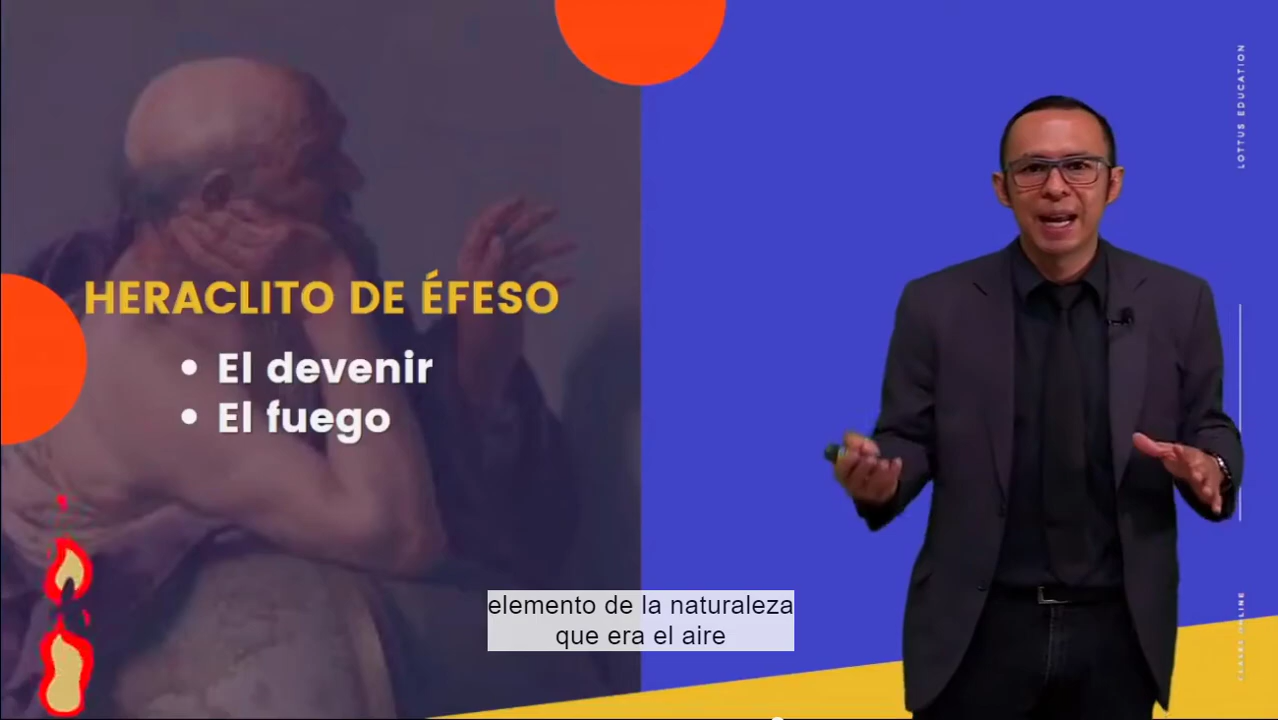 HERACLITO DE ÉFESO
• El devenir
• El fuego
elemento de la naturaleza
que era el aire
LOTTUS EDUCATION